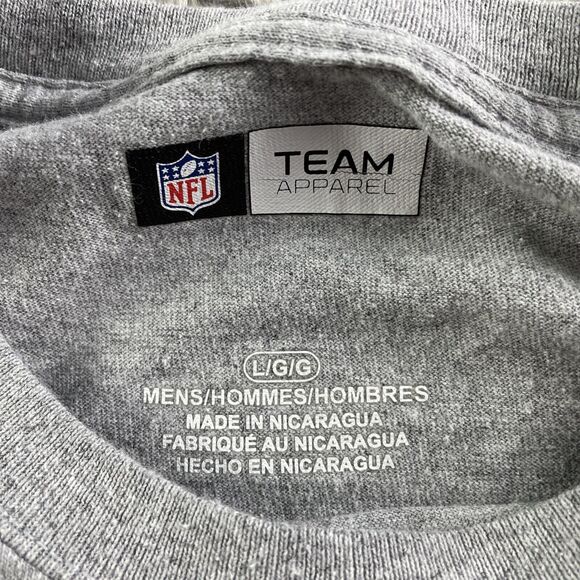 NFL
TEAM
APPAREL
L/G/G
MENS/HOMMES/HOMBRES
MADE IN NICARAGUA
FABRIQUÉ AU NICARAGUA
HECHO EN NICARAGUA